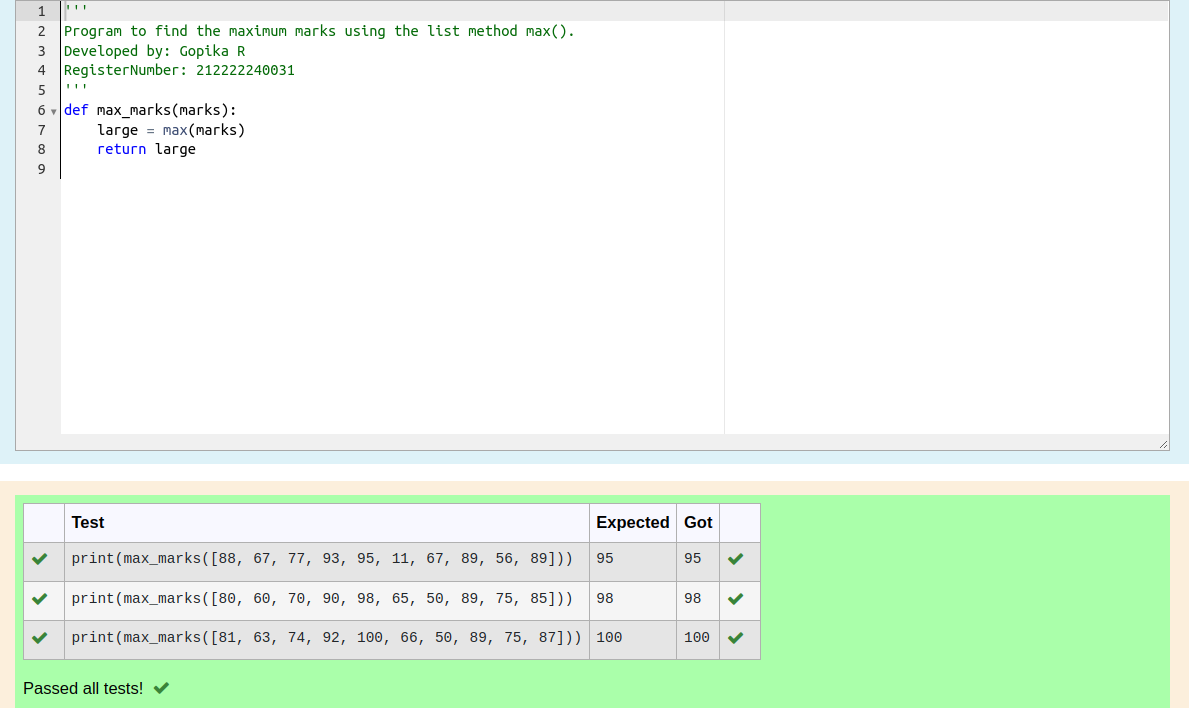 1 '''
2 Program to find the maximum marks using the list method max().
3 Developed by: Gopika R
4 RegisterNumber: 212222240031
5 '''
6 def max_marks(marks):
7     large = max(marks)
8     return large
9
Test Expected Got
print(max_marks([88, 67, 77, 93, 95, 11, 67, 89, 56, 89])) 95 95
print(max_marks([80, 60, 70, 90, 98, 65, 50, 89, 75, 85])) 98 98
print(max_marks([81, 63, 74, 92, 100, 66, 50, 89, 75, 87])) 100 100
Passed all tests!